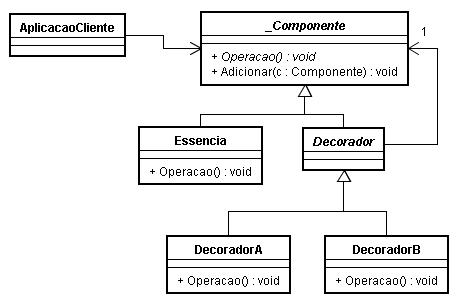 AplicacaoCliente
_Componente
+ Operacao() : void
+ Adicionar(c : Componente) : void
1
Essencia
+ Operacao() : void
Decorador
DecoradorA
+ Operacao() : void
DecoradorB
+ Operacao() : void